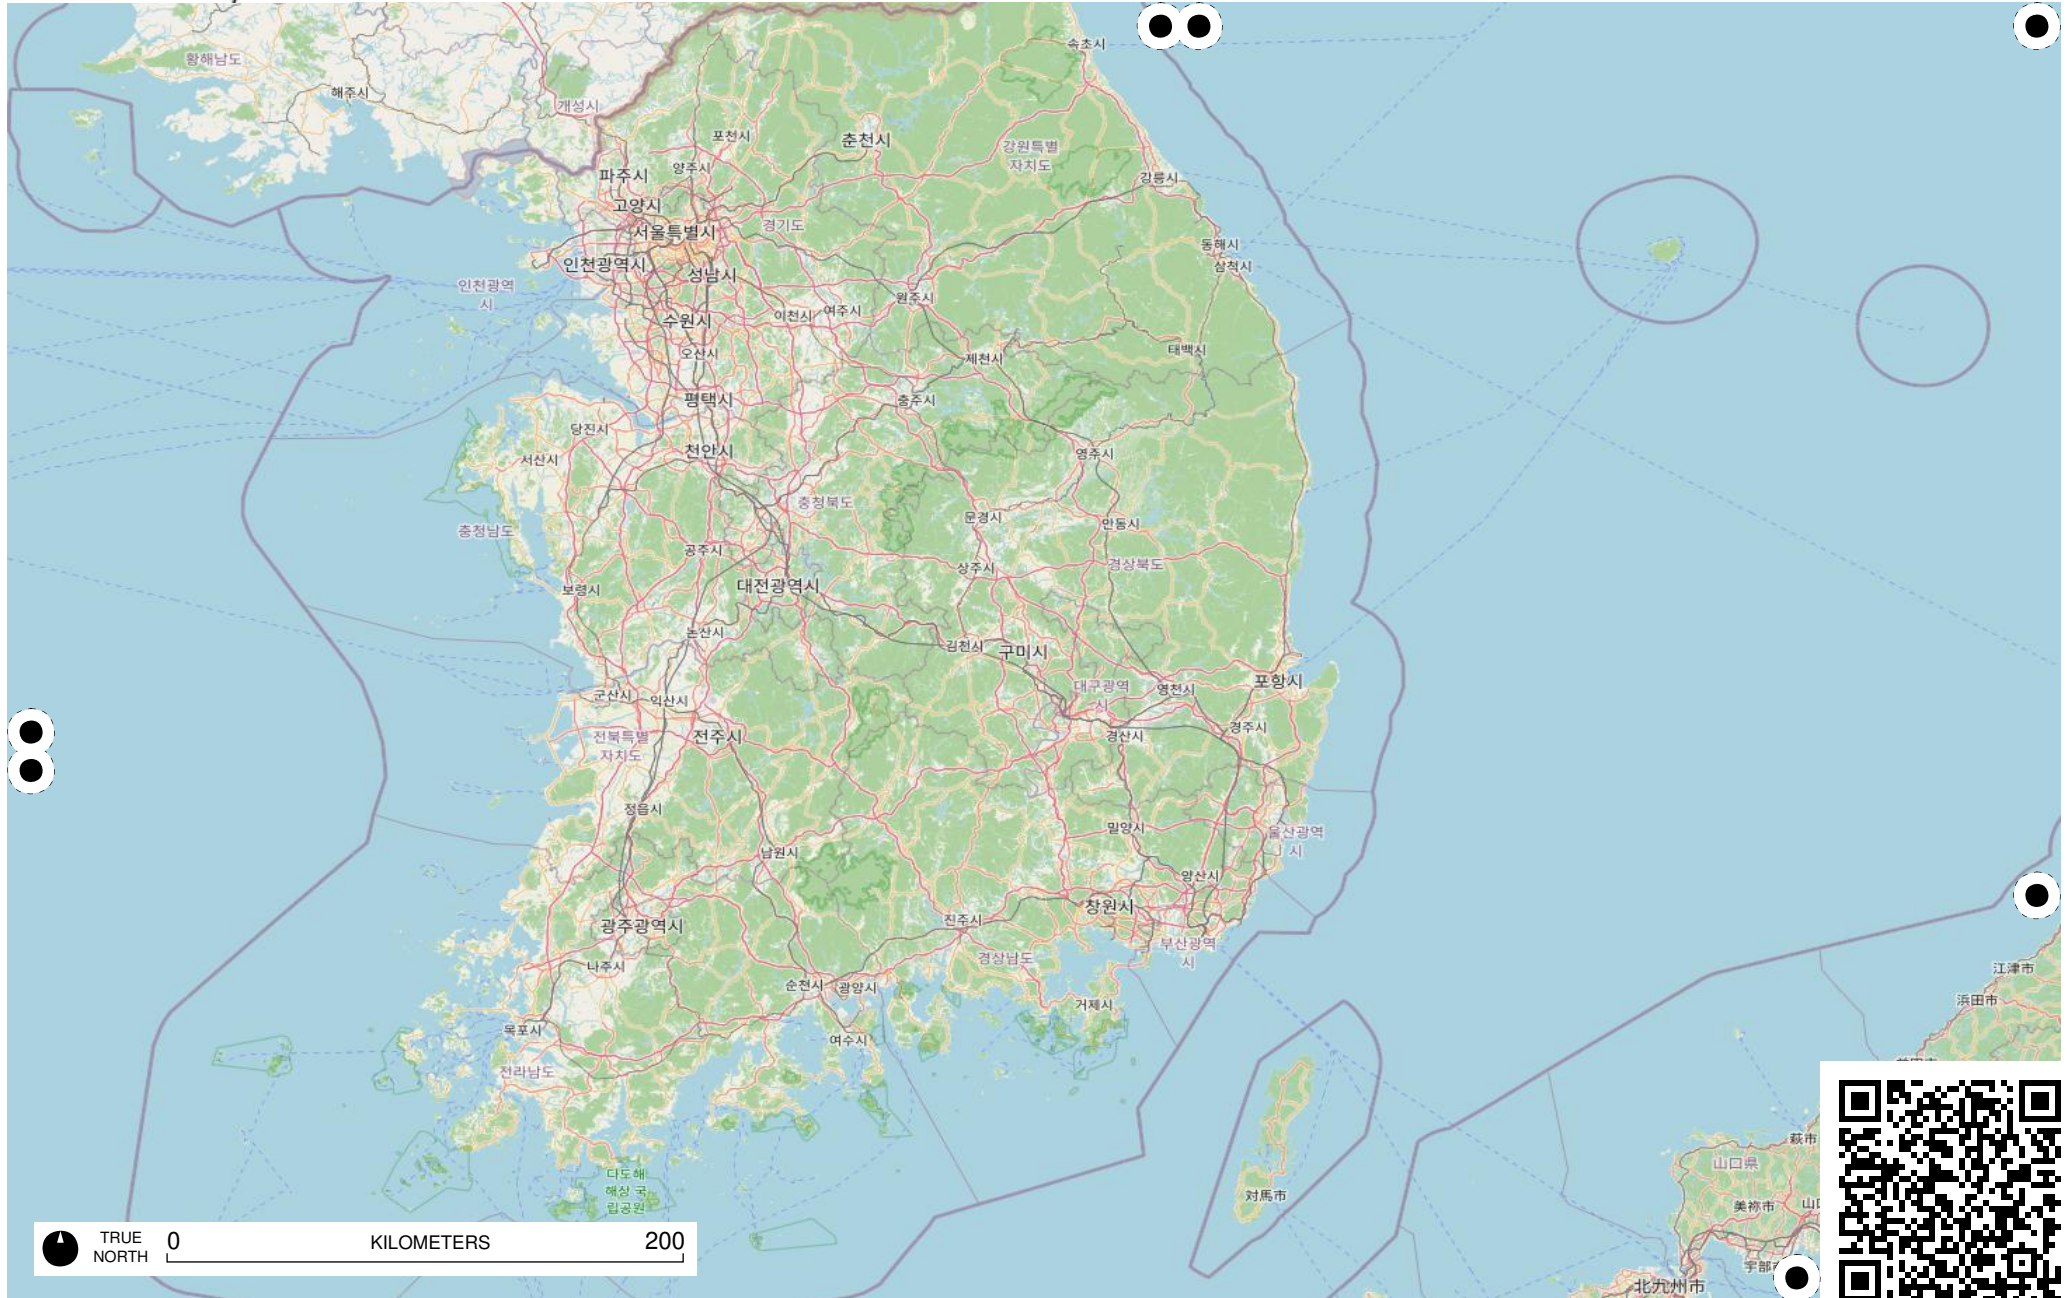 속초시
황해남도
해주시
개성시
포천시
춘천시
강원특별
자치도
양주시
파주시
강릉시
고양시
경기도
서울특별시
동해시
인천광역시
삼척시
성남시
인천광역
시
원주시
여주시
이천시
수원시
오산시
태백시
제천시
평택시
충주시
당진시
천안시
영주시
서산시
충청북도
문경시
안동시
충청남도
공주시
경상북도
상주시
대전광역시
보령시
논산시
김천시
구미시
포항시
대구광역
시
영천시
군산시
익산시
경주시
전북특별
자치도
전주시
경산시
정읍시
밀양시
울산광역
시
남원시
양산시
창원시
진주시
광주광역시
부산광역
시
경상남도
나주시
江津市
순천시
광양시
浜田市
거제시
목포시
여수시
전라남도
萩市
山口県
다도해
해상 국
립공원
対馬市
美祢市
TRUE
NORTH
0
KILOMETERS
200
北九州市